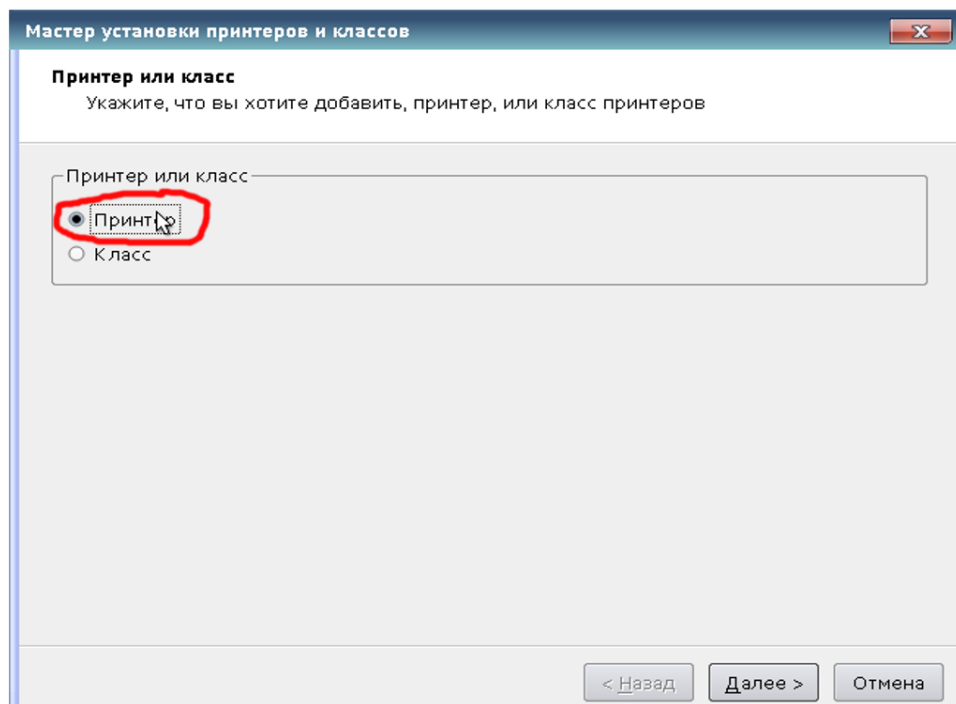 Мастер установки принтеров и классов
Принтер или класс
Укажите, что вы хотите добавить, принтер, или класс принтеров
Принтер или класс
Принтер
Класс
< Назад
Далее >
Отмена